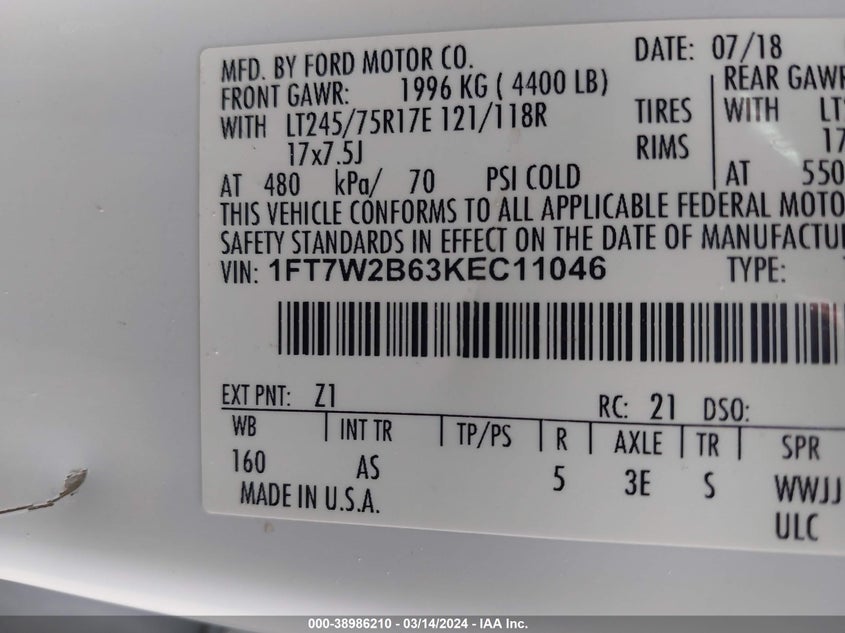 MFD. BY FORD MOTOR CO. DATE: 07/18
FRONT GAWR: 1996 KG ( 4400 LB) REAR GAWR
WITH LT245/75R17E 121/118R TIRES WITH
17x7.5J RIMS 17
AT 480 kPa/ 70 PSI COLD AT 550
THIS VEHICLE CONFORMS TO ALL APPLICABLE FEDERAL
SAFETY STANDARDS IN EFFECT ON THE DATE OF
VIN: 1FT7W2B63KEC11046 TYPE:
EXT PNT: Z1 RC: 21 DSO:
WB INT TR TP/PS R AXLE TR SPR
160 AS 5 3E S WWJJ
MADE IN U.S.A. ULC
000-38986210 - 03/14/2024 - IAA Inc.